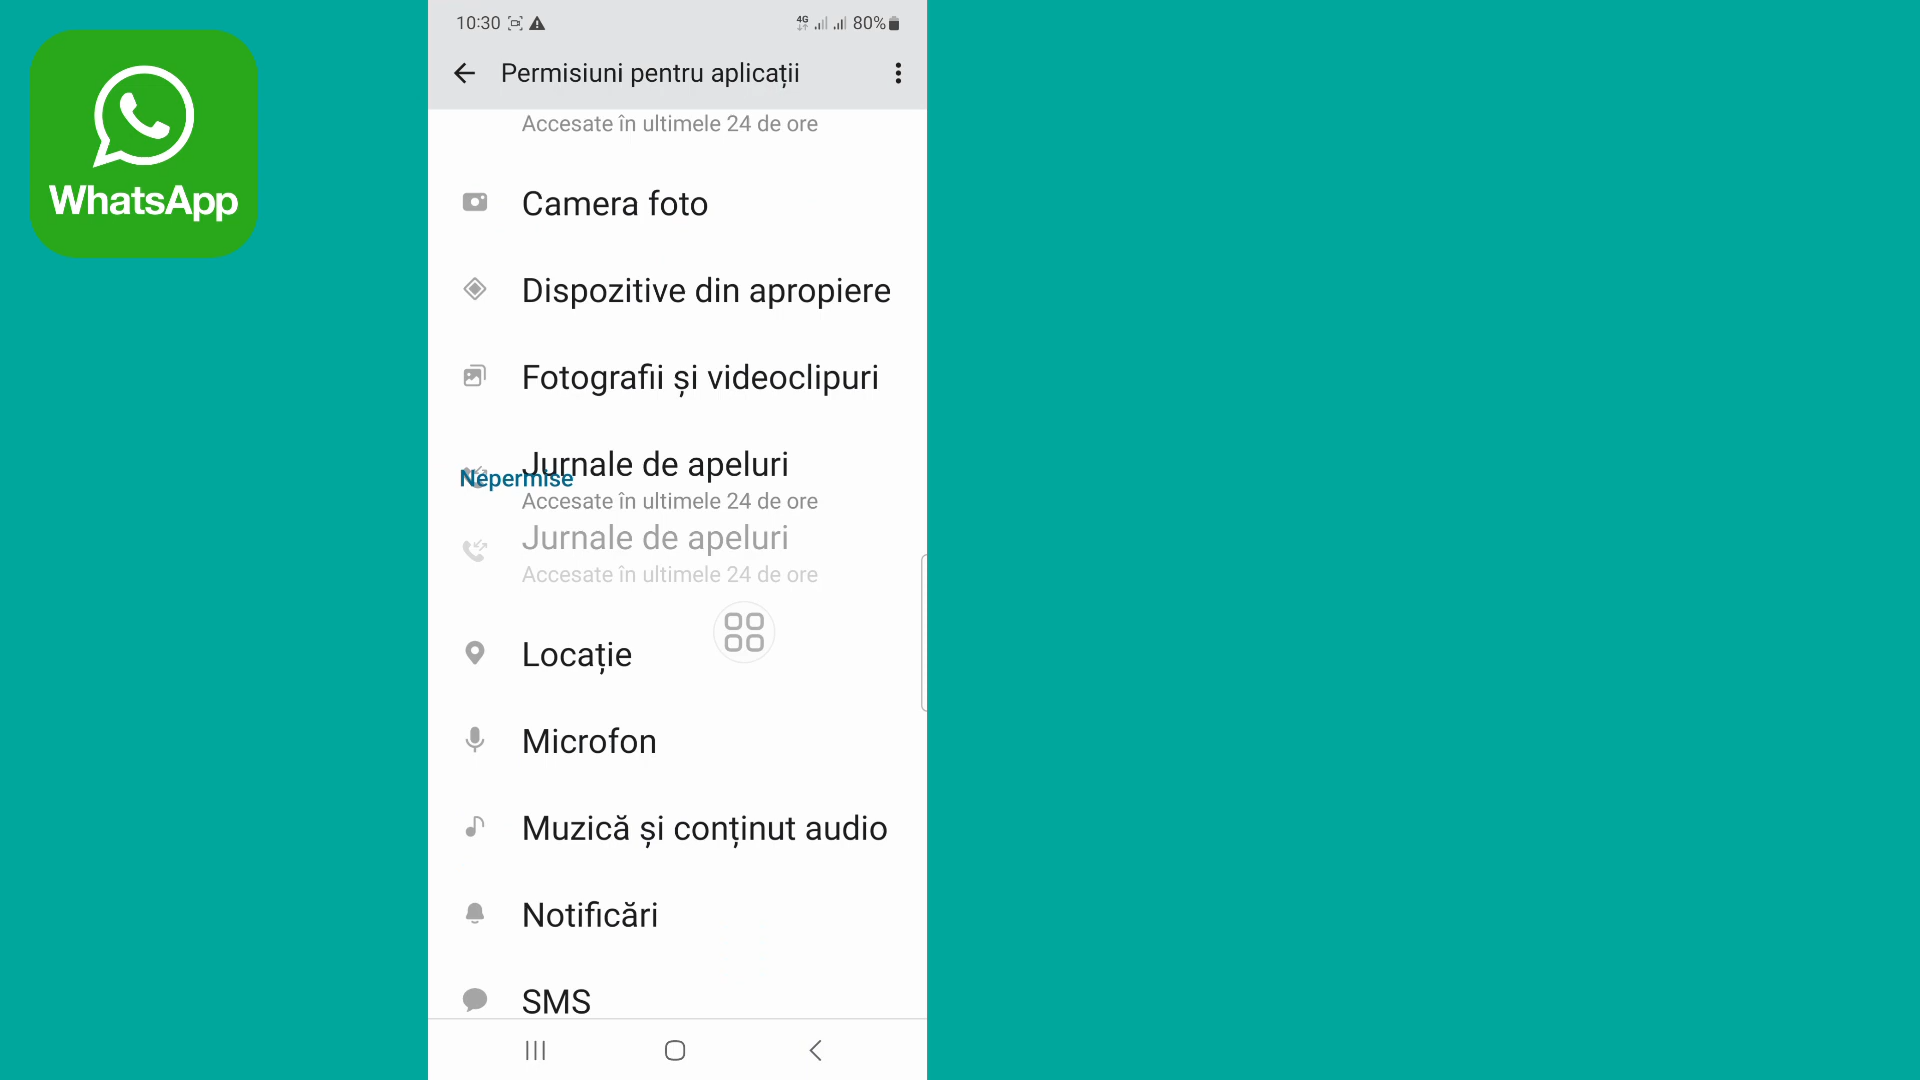 10:30
4G
80%
WhatsApp
Permisiuni pentru aplicații
Accesate în ultimele 24 de ore
Camera foto
Dispozitive din apropiere
Fotografii și videoclipuri
Jurnale de apeluri
Nepermise
Accesate în ultimele 24 de ore
Jurnale de apeluri
Accesate în ultimele 24 de ore
Locație
Microfon
Muzică și conținut audio
Notificări
SMS